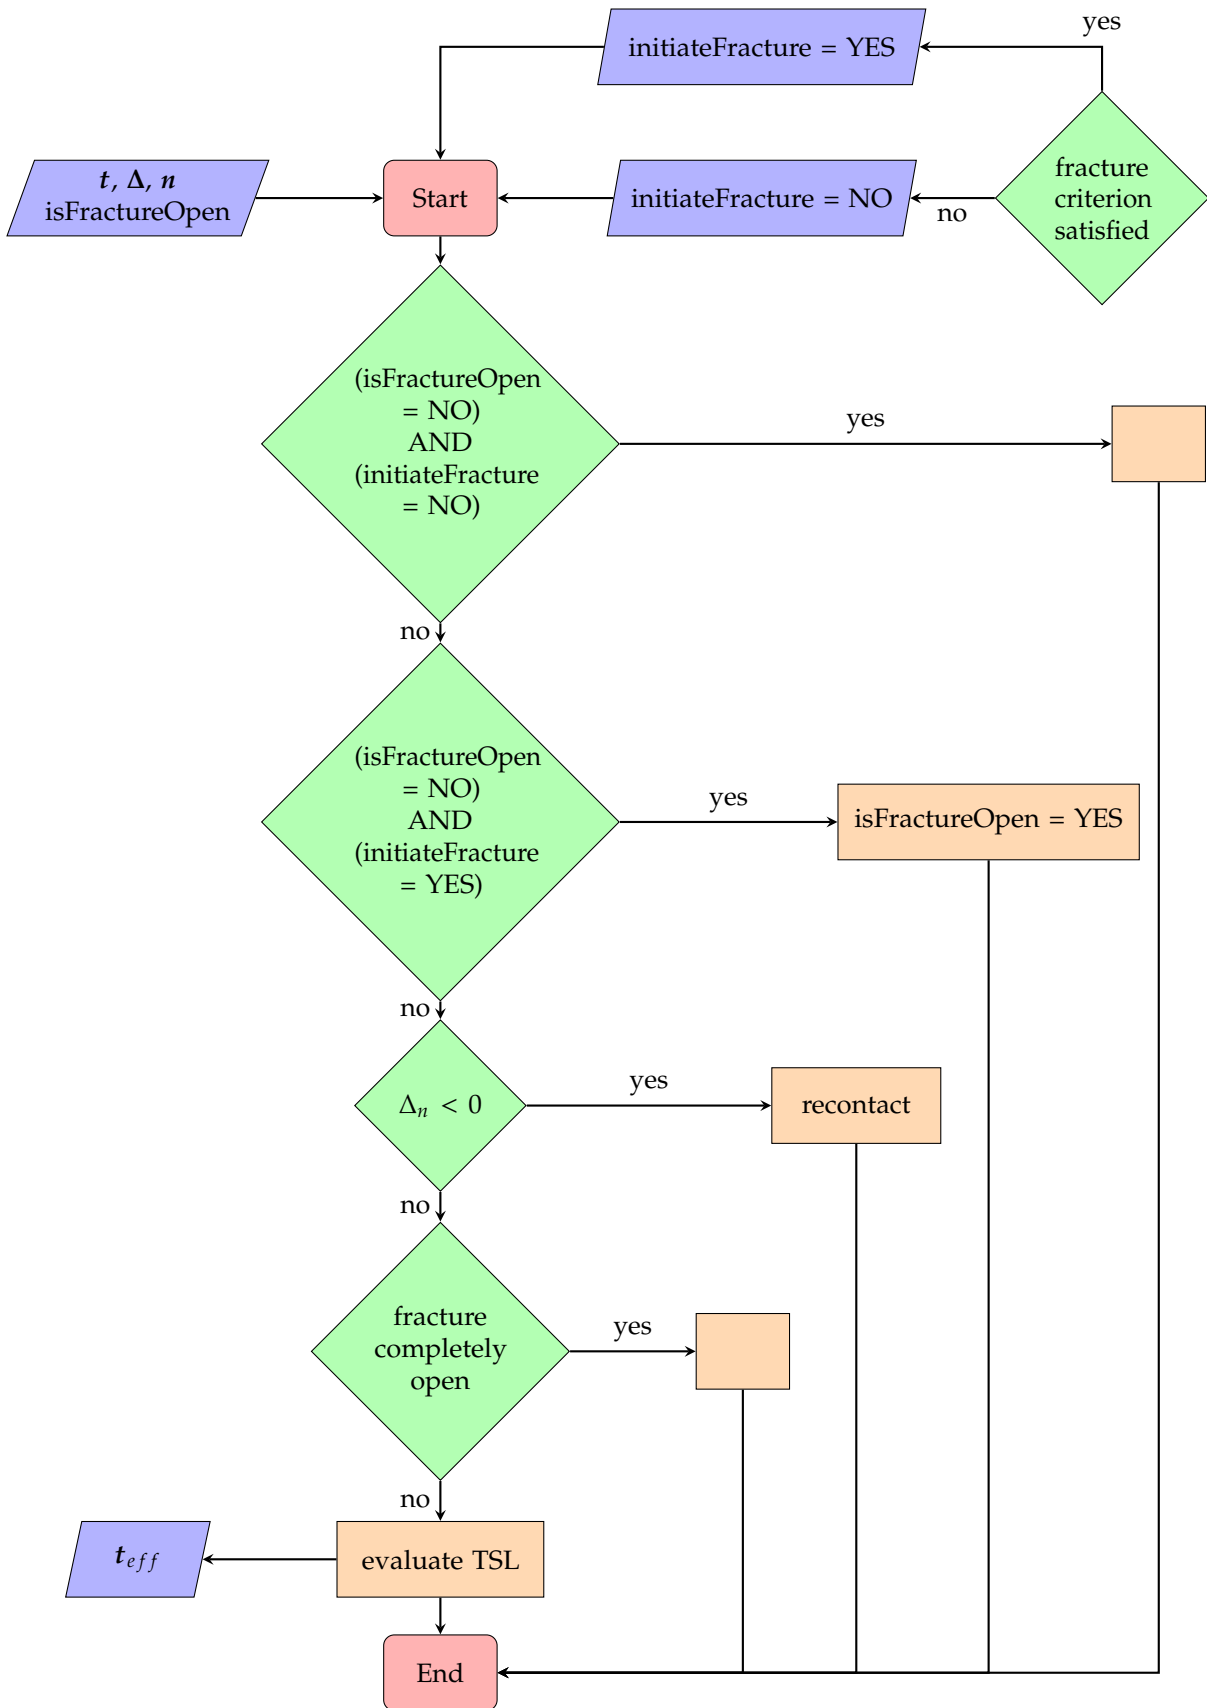 yes
initiateFracture = YES
t, Δ, n
isFractureOpen
Start
initiateFracture = NO
no
fracture
criterion
satisfied
(isFractureOpen
= NO)
AND
(initiateFracture
= NO)
yes
no
(isFractureOpen
= NO)
AND
(initiateFracture
= YES)
yes
isFractureOpen = YES
no
Δn < 0
yes
recontact
no
fracture
completely
open
yes
no
teff
evaluate TSL
End